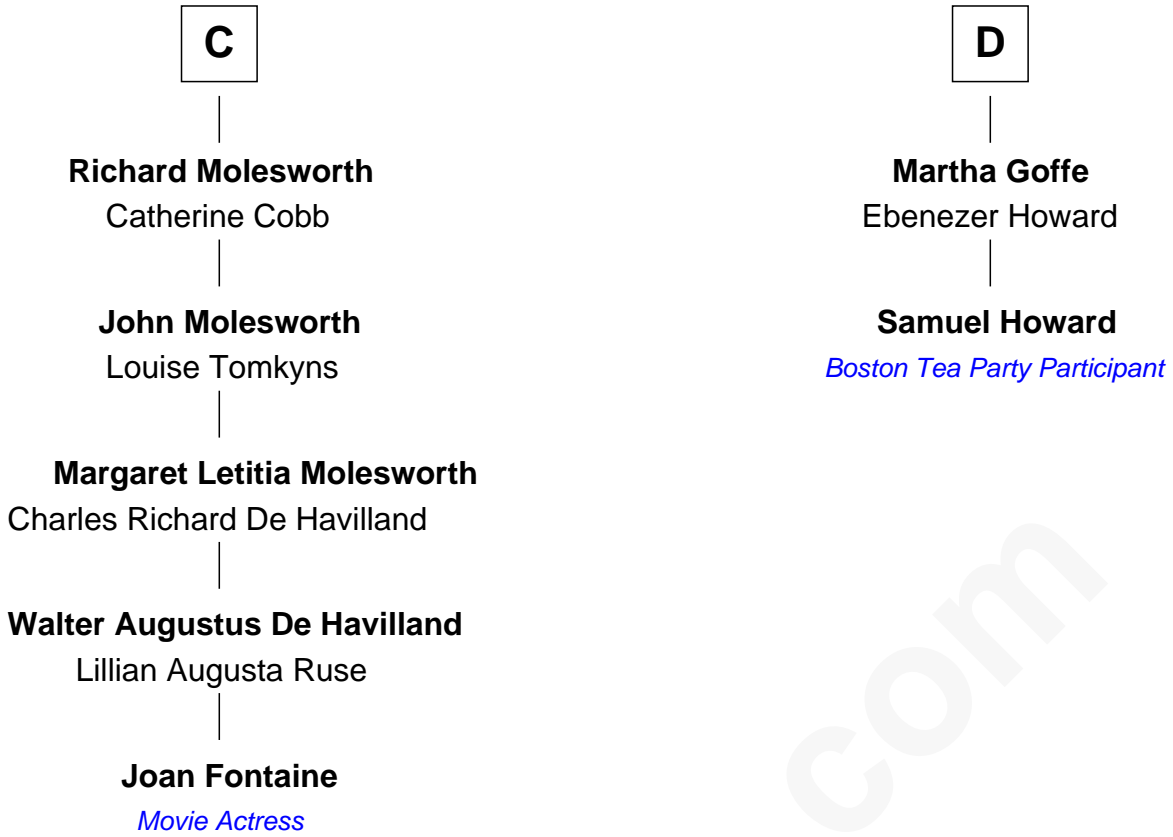 C
Richard Molesworth
Catherine Cobb
John Molesworth
Louise Tomkyns
Margaret Letitia Molesworth
Charles Richard De Havilland
Walter Augustus De Havilland
Lillian Augusta Ruse
Joan Fontaine
Movie Actress
D
Martha Goffe
Ebenezer Howard
Samuel Howard
Boston Tea Party Participant
com